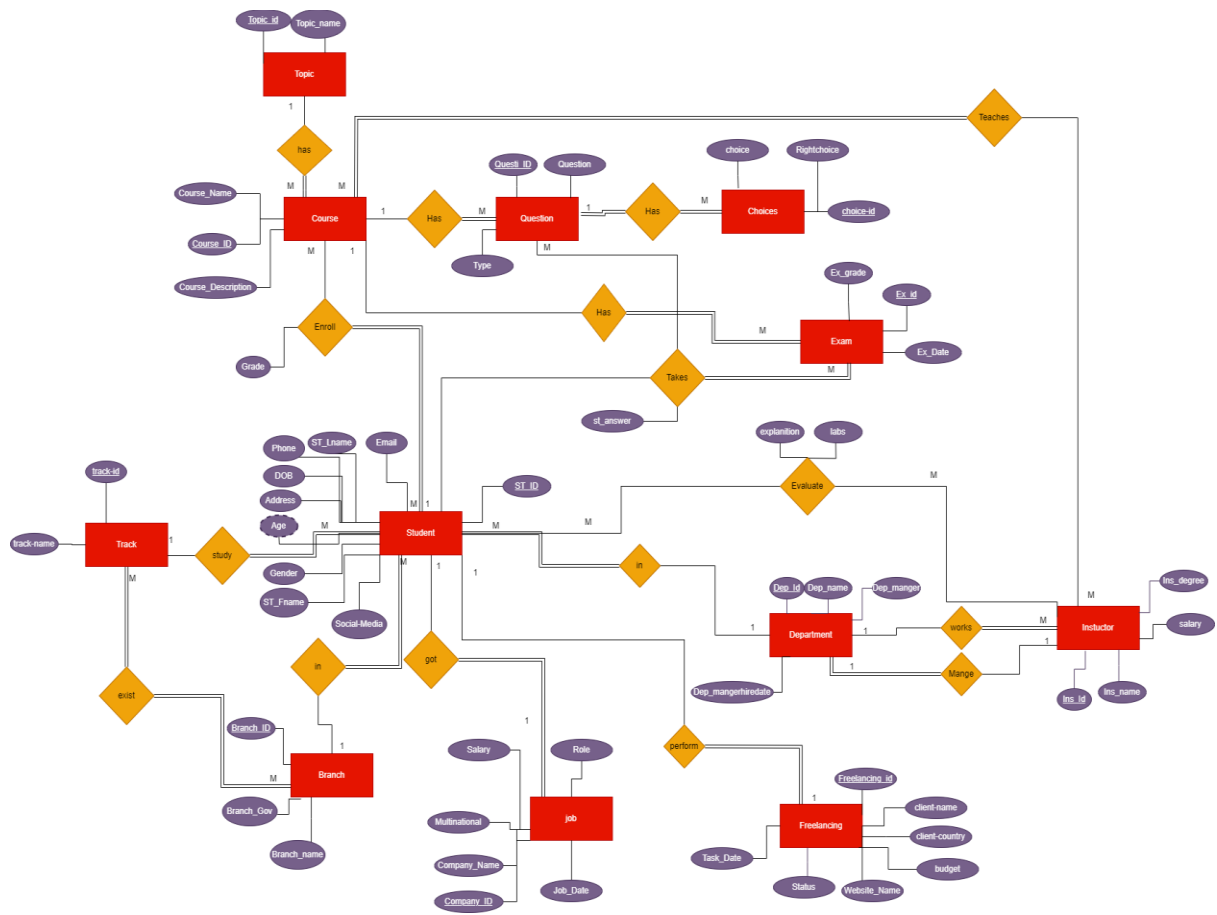 Topic_id
Topic_name
Topic
1
Teaches
has
choice
Rightchoice
Questi_ID
Question
Course_Name
M
M
Has
M
Course
1
Has
M
Question
1
Choices
choice-id
Course_ID
M
1
M
Type
Course_Description
Ex_grade
Ex_id
Enroll
Has
M
Exam
Ex_Date
Grade
M
Takes
st_answer
explanition
labs
ST_Lname
Email
Phone
track-id
DOB
Evaluate
M
ST_ID
Address
M
1
Age
M
Student
M
M
track-name
Track
1
study
in
Gender
M
1
1
M
Dep_Id
Dep_name
Dep_manger
Ins_degree
ST_Fname
M
Social-Media
1
Department
1
works
M
Instuctor
salary
1
1
Mange
in
got
Dep_mangerhiredate
Ins_Id
Ins_name
exist
Branch_ID
1
1
Salary
Role
perform
M
Branch
Freelancing_id
Branch_Gov
1
client-name
Multinational
job
Freelancing
client-country
Branch_name
Company_Name
Task_Date
budget
Company_ID
Job_Date
Status
Website_Name